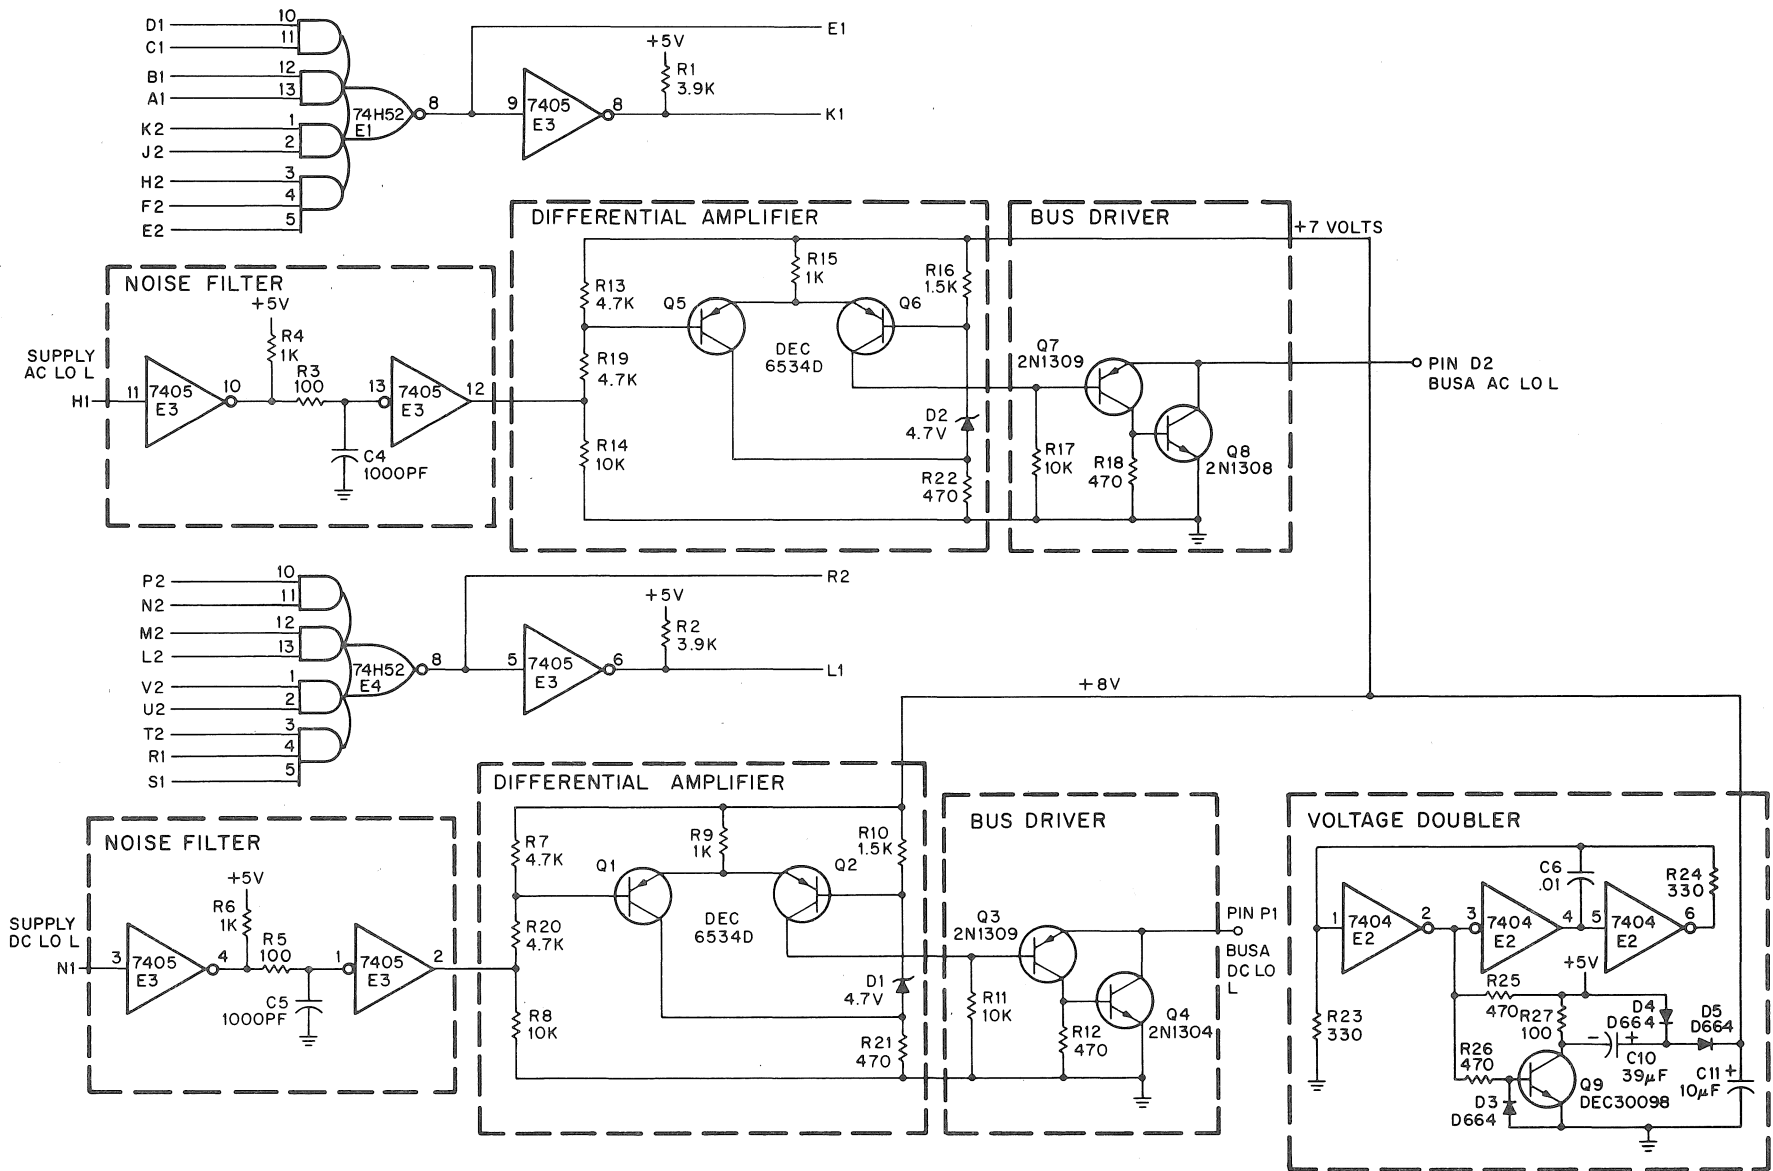 D1 10
C1 11
B1 12
A1 13
K2 1
J2 2
H2 3
F2 4
E2 5
74H52
E1
8
9
7405
E3
8
+5V
R1
3.9K
E1
K1
NOISE FILTER
+5V
R4
1K
R3
100
SUPPLY
AC LO L
H1
11
7405
E3
10
13
7405
E3
12
C4
1000PF
DIFFERENTIAL AMPLIFIER
R13
4.7K
R19
4.7K
R14
10K
Q5
R15
1K
Q6
R16
1.5K
DEC
6534D
D2
4.7V
R22
470
BUS DRIVER
+7 VOLTS
Q7
2N1309
R17
10K
R18
470
Q8
2N1308
PIN D2
BUSA AC LO L
P2 10
N2 11
M2 12
L2 13
V2 1
U2 2
T2 3
R1 4
S1 5
74H52
E4
8
5
7405
E3
6
+5V
R2
3.9K
R2
L1
+8V
NOISE FILTER
+5V
R6
1K
R5
100
SUPPLY
DC LO L
N1
3
7405
E3
4
1
7405
E3
2
C5
1000PF
DIFFERENTIAL AMPLIFIER
R7
4.7K
R20
4.7K
R8
10K
Q1
R9
1K
Q2
R10
1.5K
DEC
6534D
D1
4.7V
R21
470
BUS DRIVER
Q3
2N1309
R11
10K
R12
470
Q4
2N1304
PIN P1
BUSA
DC LO
L
VOLTAGE DOUBLER
C6
.01
R24
330
1
7404
E2
2
3
7404
E2
4
5
7404
E2
6
+5V
R25
470
R27
100
D4
D664
D5
D664
R23
330
R26
470
- +
C10
39µF
C11 +
10µF
Q9
DEC3009B
D3
D664